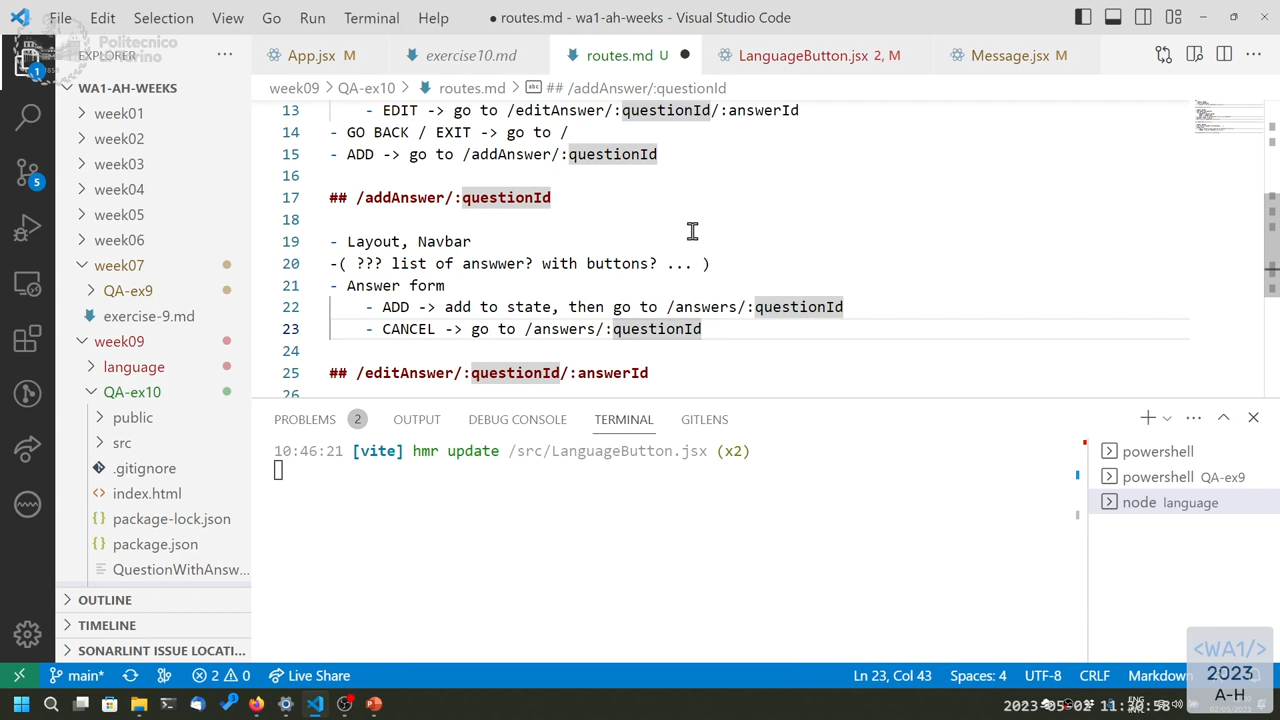 File Edit Selection View Go Run Terminal Help ● routes.md - wa1-ah-weeks - Visual Studio Code
Politecnico
di Torino
EXPLORER
App.jsx M exercise10.md routes.md U LanguageButton.jsx 2, M Message.jsx M
WA1-AH-WEEKS
week09 > QA-ex10 > routes.md > ## /addAnswer/:questionId
week01
week02
week03
week04
week05
week06
week07
QA-ex9
exercise-9.md
week09
language
QA-ex10
public
src
.gitignore
index.html
package-lock.json
package.json
QuestionWithAnsw...
OUTLINE
TIMELINE
SONARLINT ISSUE LOCATI...
1
5
13 - EDIT -> go to /editAnswer/:questionId/:answerId
14 - GO BACK / EXIT -> go to /
15 - ADD -> go to /addAnswer/:questionId
16
17 ## /addAnswer/:questionId
18
19 - Layout, Navbar
20 -( ??? list of answwer? with buttons? ... )
21 - Answer form
22 - ADD -> add to state, then go to /answers/:questionId
23 - CANCEL -> go to /answers/:questionId
24
25 ## /editAnswer/:questionId/:answerId
26
PROBLEMS 2 OUTPUT DEBUG CONSOLE TERMINAL GITLENS
10:46:21 [vite] hmr update /src/LanguageButton.jsx (x2)
powershell
powershell QA-ex9
node language
<WA1/>
2023
A-H
main* 2 0 Live Share Ln 23, Col 43 Spaces: 4 UTF-8 CRLF Markdown